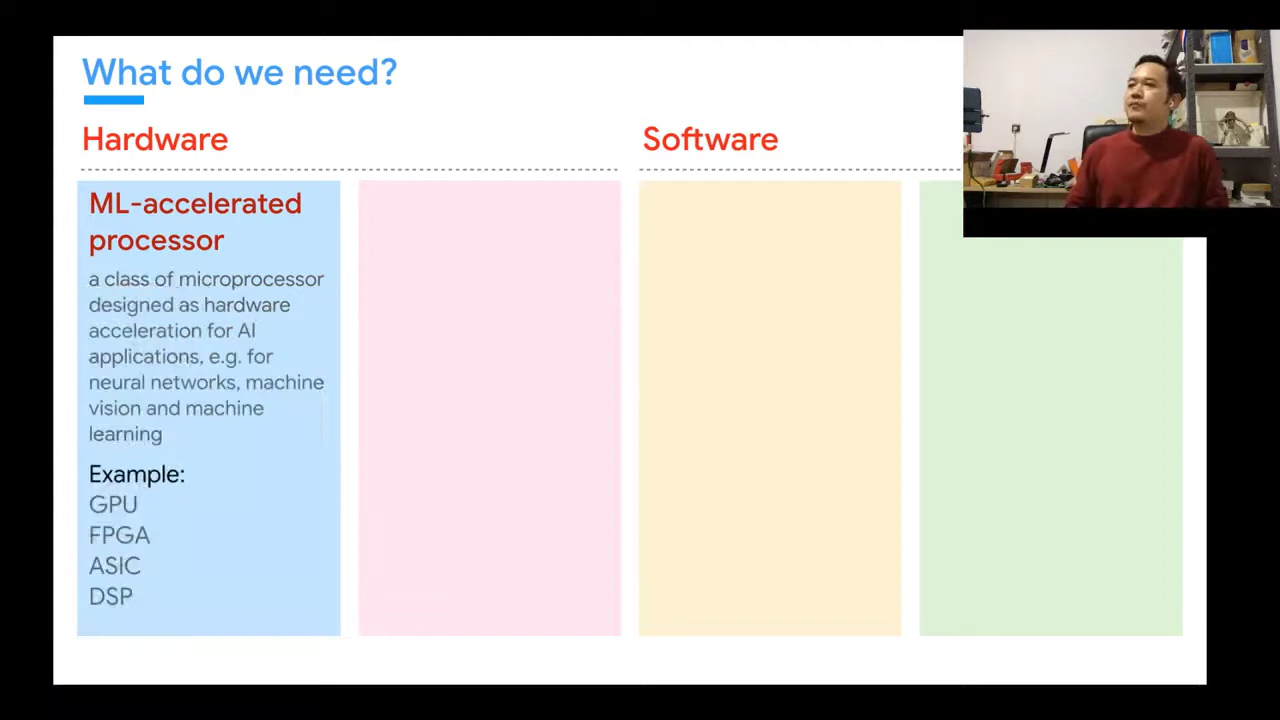 What do we need?
Hardware
Software
ML-accelerated
processor
a class of microprocessor
designed as hardware
acceleration for AI
applications, e.g. for
neural networks, machine
vision and machine
learning
Example:
GPU
FPGA
ASIC
DSP